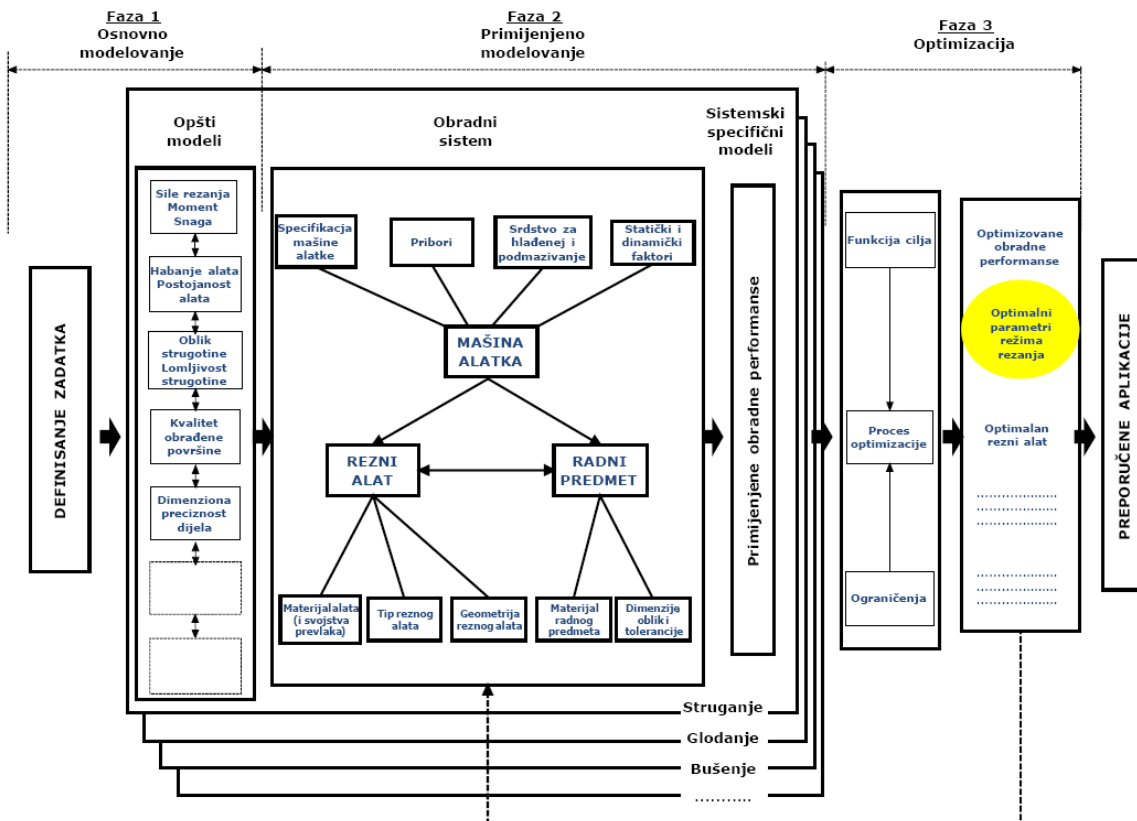 Faza 1
Osnovno
modelovanje
Faza 2
Primijenjeno
modelovanje
Faza 3
Optimizacija
DEFINISANJE ZADATKA
Opšti
modeli
Sile rezanja
Moment
Snaga
Habanje alata
Postojanost
alata
Oblik
strugotine
Lomljivost
strugotine
Kvalitet
obrađene
površine
Dimenziona
preciznost
dijela
Obradni
sistem
Specifikacja
mašine
alatke
Pribori
Srdstvo za
hlađenej i
podmazivanje
Statički i
dinamički
faktori
MAŠINA
ALATKA
REZNI
ALAT
RADNI
PREDMET
Materijalalata
(i svojstva
prevlaka)
Tip reznog
alata
Geometrija
reznog alata
Materijal
radnog
predmeta
Dimenzije,
oblik i
tolerancije
Sistemski
specifični
modeli
Primijenjene obradne performanse
Struganje
Glodanje
Bušenje
...........
Funkcija cilja
Proces
optimizacije
Ograničenja
Optimizovane
obradne
performanse
Optimalni
parametri
režima
rezanja
Optimalan
rezni alat
.....................
.....................
.....................
.....................
.....................
.....................
PREPORUČENE APLIKACIJE